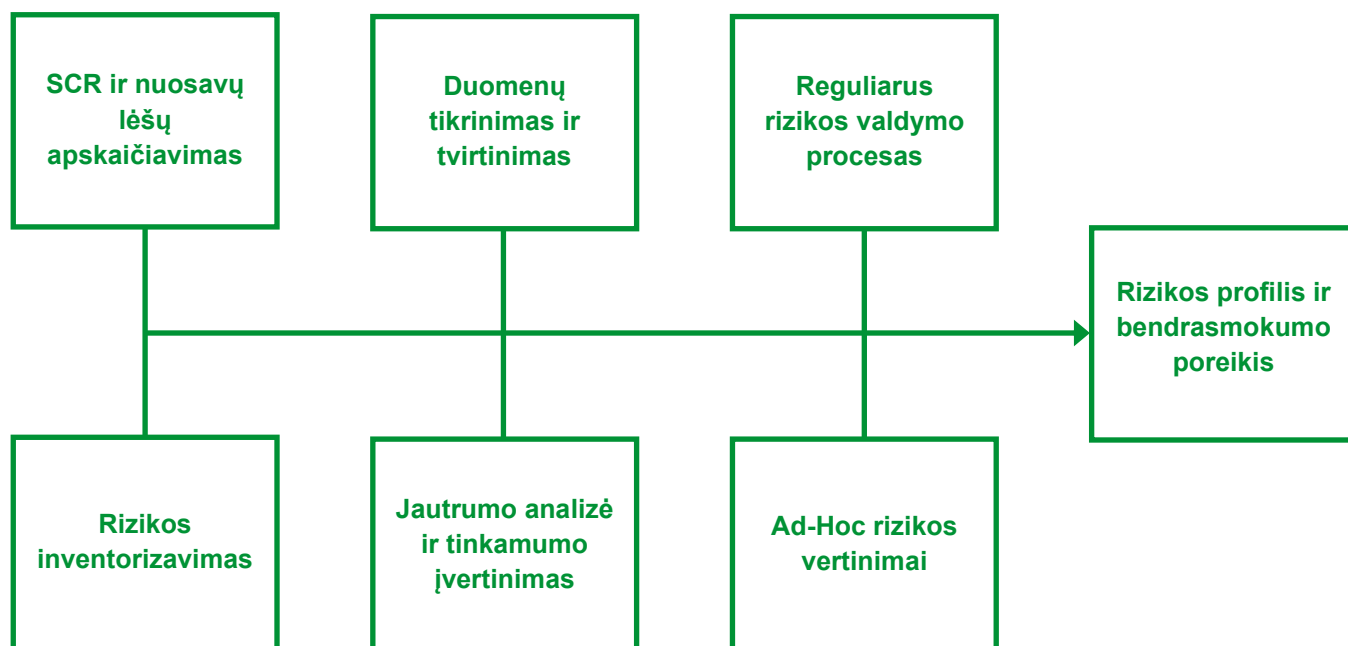 SCR ir nuosavų
lėšų
apskaičiavimas
Duomenų
tikrinimas ir
tvirtinimas
Reguliarus
rizikos valdymo
procesas
Rizikos profilis ir
bendrasmokumo
poreikis
Rizikos
inventorizavimas
Jautrumo analizė
ir tinkamumo
įvertinimas
Ad-Hoc rizikos
vertinimai